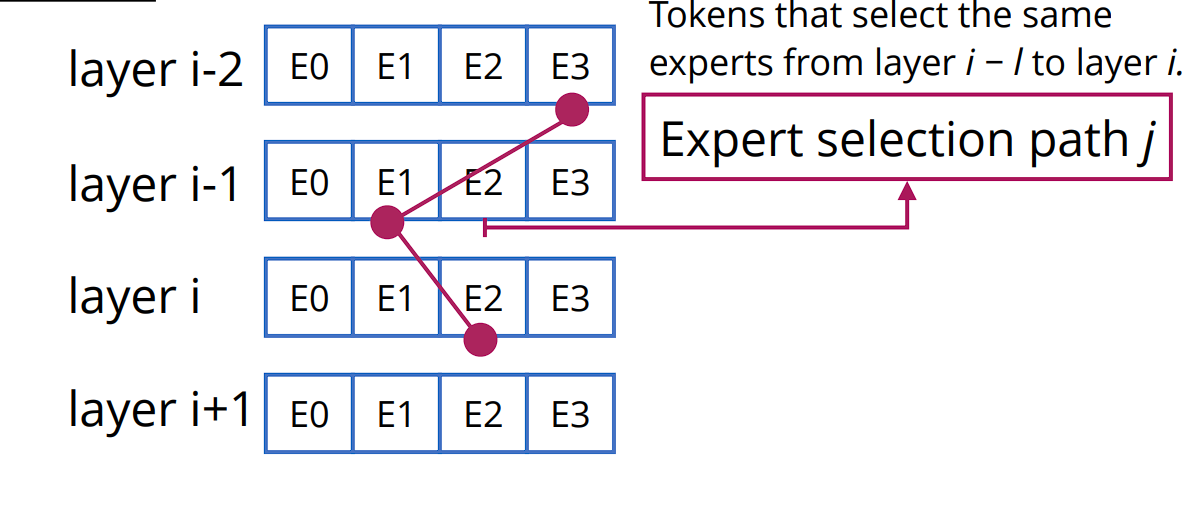 Tokens that select the same
experts from layer i − l to layer i.
Expert selection path j
layer i-2 E0 E1 E2 E3
layer i-1 E0 E1 E2 E3
layer i E0 E1 E2 E3
layer i+1 E0 E1 E2 E3